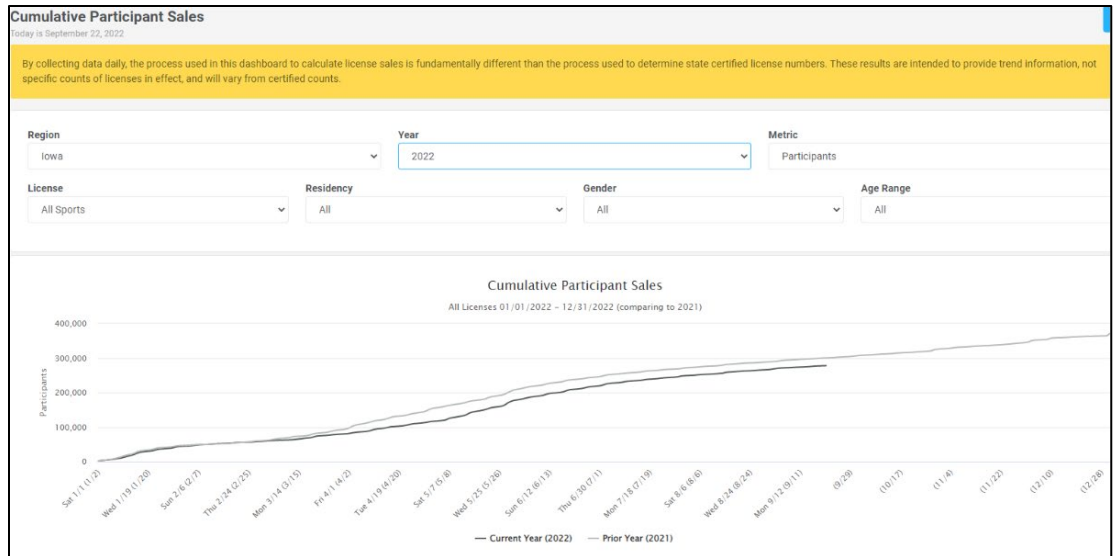 Cumulative Participant Sales
Today is September 22, 2022
By collecting data daily, the process used in this dashboard to calculate license sales is fundamentally different than the process used to determine state certified license numbers. These results are intended to provide trend information, not
specific counts of licenses in effect, and will vary from certified counts.
Region Year Metric
Iowa 2022 Participants
License Residency Gender Age Range
All Sports All All All
Cumulative Participant Sales
All Licenses 01/01/2022 - 12/31/2022 (comparing to 2021)
Participants
400,000
300,000
200,000
100,000
0
Sat 1/1 (1/2) Wed 1/19 (1/20) Sun 2/6 (2/7) Thu 2/24 (2/25) Mon 3/14 (3/15) Fri 4/1 (4/2) Tue 4/19 (4/20) Sat 5/7 (5/8) Wed 5/25 (5/26) Sun 6/12 (6/13) Thu 6/30 (7/1) Mon 7/18 (7/19) Sat 8/6 (8/6) Wed 8/24 (8/24) Mon 9/12 (9/11) (9/29) (10/17) (11/4) (11/22) (12/10) (12/28)
Current Year (2022) Prior Year (2021)